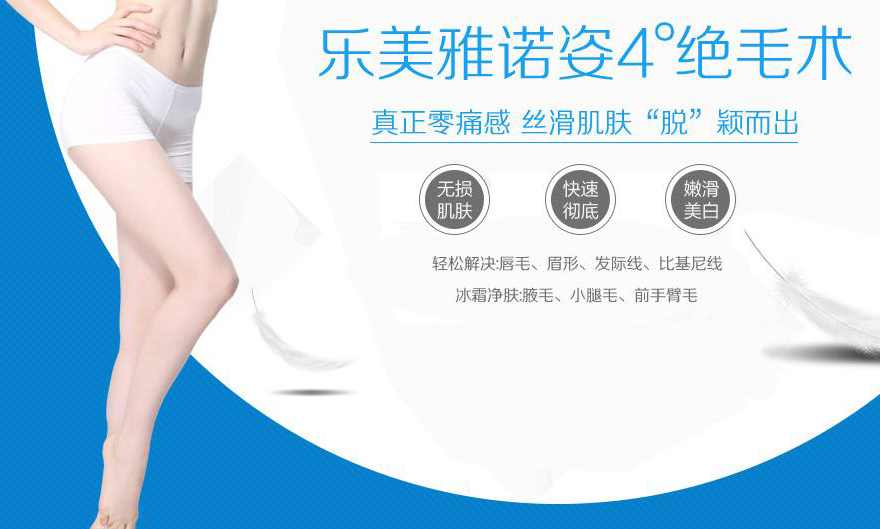 乐美雅诺姿4°绝毛术
真正零痛感 丝滑肌肤“脱”颖而出
无损
肌肤
快速
彻底
嫩滑
美白
轻松解决:唇毛、眉形、发际线、比基尼线
冰霜净肤:腋毛、小腿毛、前手臂毛